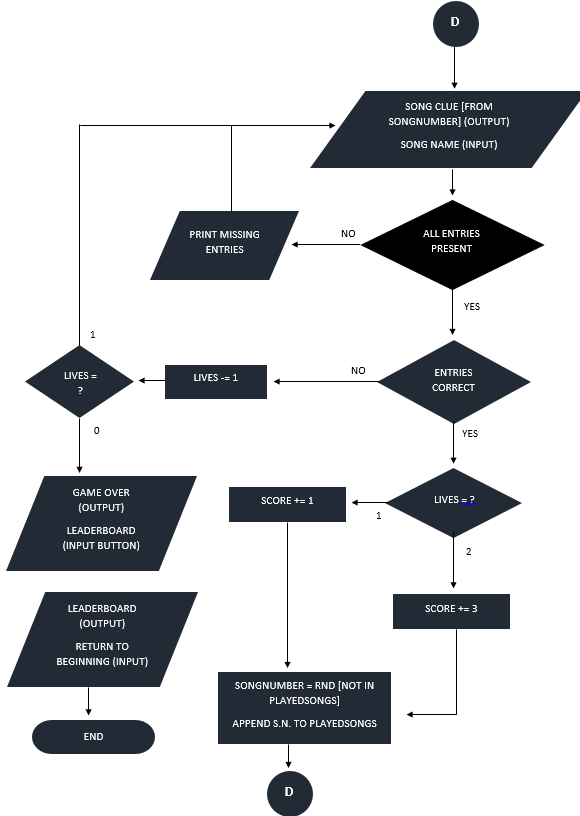 D
SONG CLUE [FROM
SONGNUMBER] (OUTPUT)
SONG NAME (INPUT)
PRINT MISSING
ENTRIES
NO
ALL ENTRIES
PRESENT
YES
1
LIVES =
?
LIVES -= 1
NO
ENTRIES
CORRECT
0
YES
GAME OVER
(OUTPUT)
LEADERBOARD
(INPUT BUTTON)
SCORE += 1
1
LIVES = ?
2
LEADERBOARD
(OUTPUT)
RETURN TO
BEGINNING (INPUT)
SCORE += 3
SONGNUMBER = RND [NOT IN
PLAYEDSONGS]
APPEND S.N. TO PLAYEDSONGS
END
D